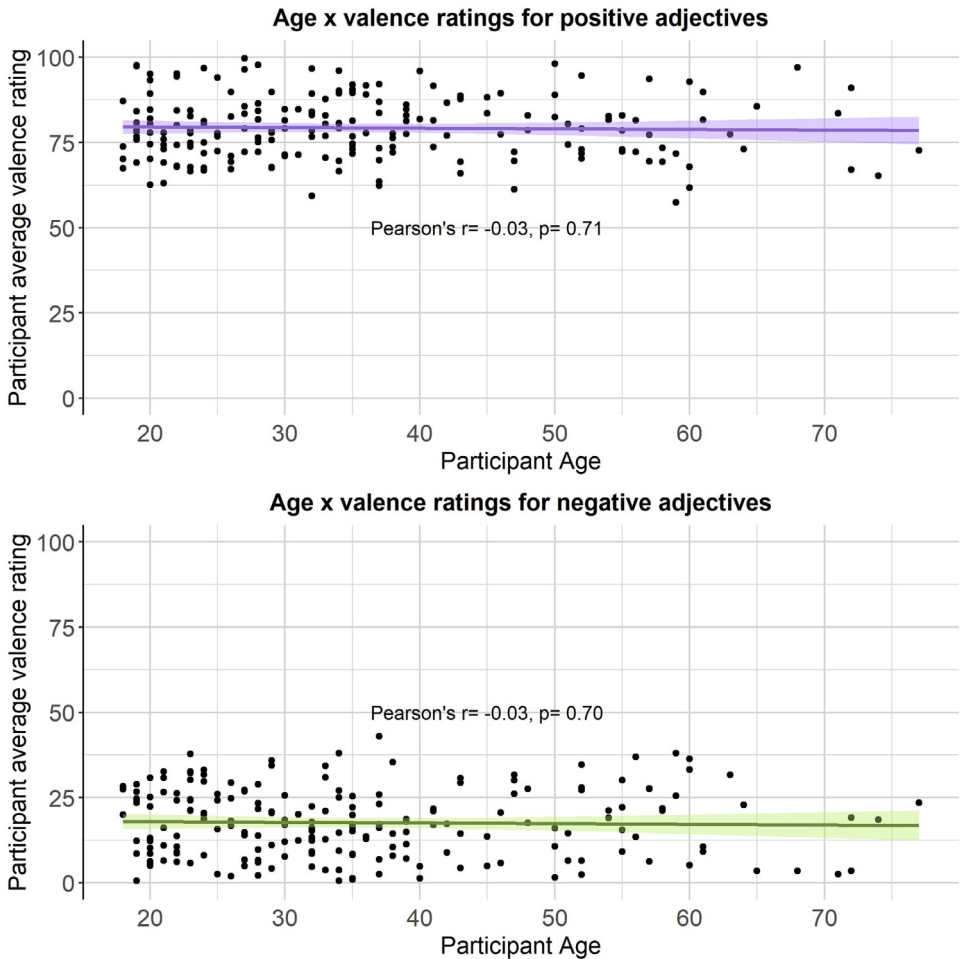 Age x valence ratings for positive adjectives
Participant average valence rating
100
75
50
25
0
Pearson's r= -0.03, p= 0.71
20 30 40 50 60 70
Participant Age
Age x valence ratings for negative adjectives
Participant average valence rating
100
75
50
25
0
Pearson's r= -0.03, p= 0.70
20 30 40 50 60 70
Participant Age